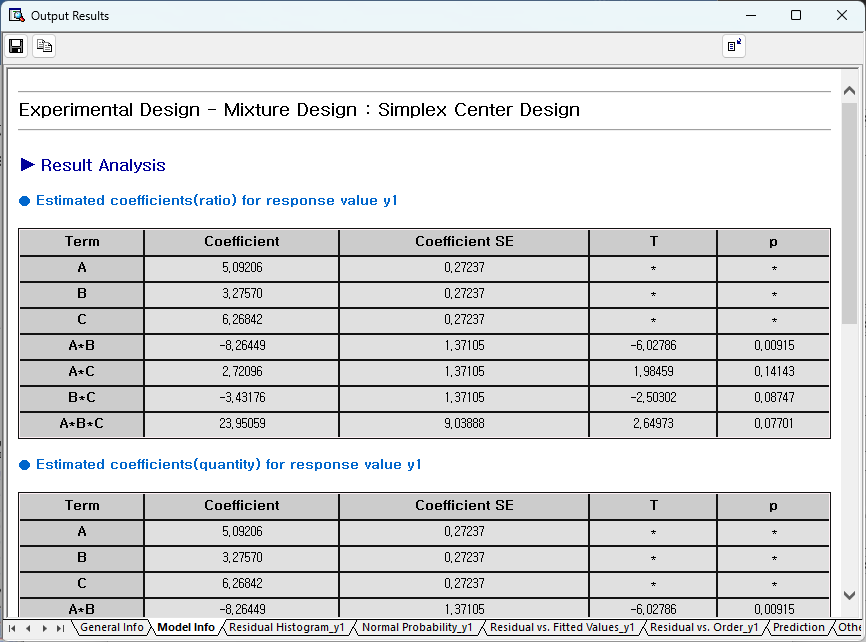 Output Results
Experimental Design - Mixture Design : Simplex Center Design
▶ Result Analysis
● Estimated coefficients(ratio) for response value y1
Term Coefficient Coefficient SE T p
A 5,09206 0,27237 * *
B 3,27570 0,27237 * *
C 6,26842 0,27237 * *
A*B -8,26449 1,37105 -6,02786 0,00915
A*C 2,72096 1,37105 1,98459 0,14143
B*C -3,43176 1,37105 -2,50302 0,08747
A*B*C 23,95059 9,03888 2,64973 0,07701
● Estimated coefficients(quantity) for response value y1
Term Coefficient Coefficient SE T p
A 5,09206 0,27237 * *
B 3,27570 0,27237 * *
C 6,26842 0,27237 * *
A*B -8,26449 1,37105 -6,02786 0,00915
General Info Model Info Residual Histogram_y1 Normal Probability_y1 Residual vs. Fitted Values_y1 Residual vs. Order_y1 Prediction Othe